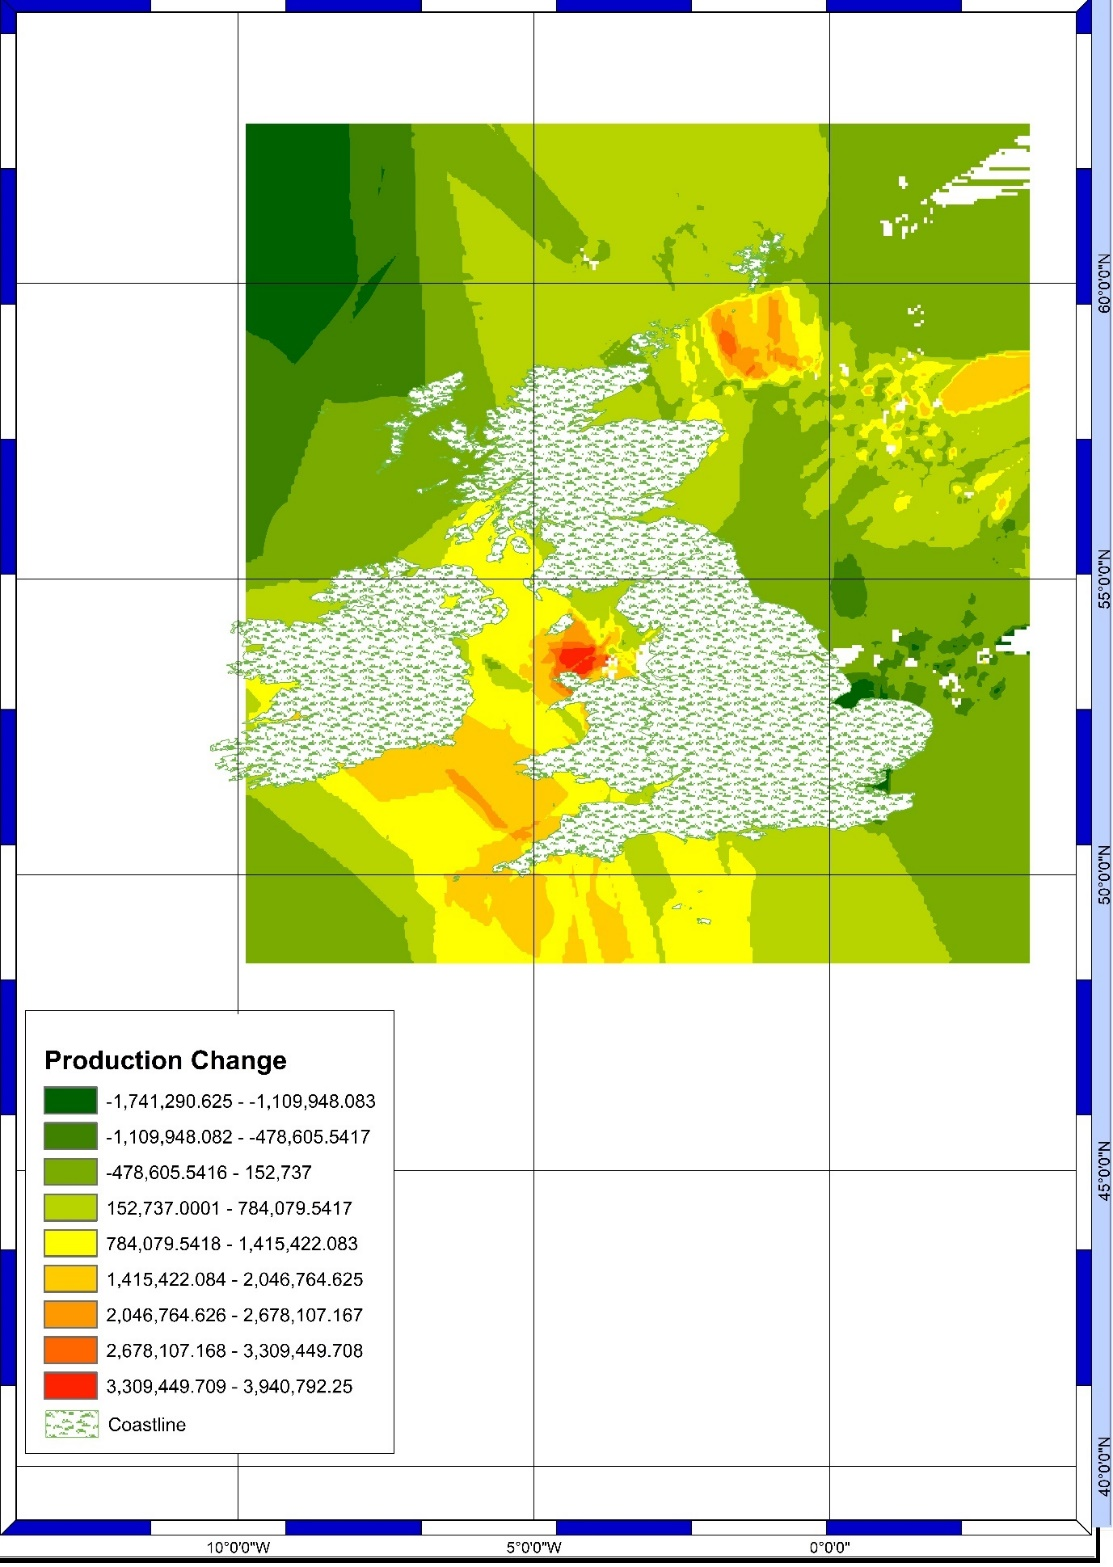 60°0'0"N
55°0'0"N
50°0'0"N
45°0'0"N
40°0'0"N
Production Change
-1,741,290.625 - -1,109,948.083
-1,109,948.082 - -478,605.5417
-478,605.5416 - 152,737
152,737.0001 - 784,079.5417
784,079.5418 - 1,415,422.083
1,415,422.084 - 2,046,764.625
2,046,764.626 - 2,678,107.167
2,678,107.168 - 3,309,449.708
3,309,449.709 - 3,940,792.25
Coastline
10°0'0"W
5°0'0"W
0°0'0"